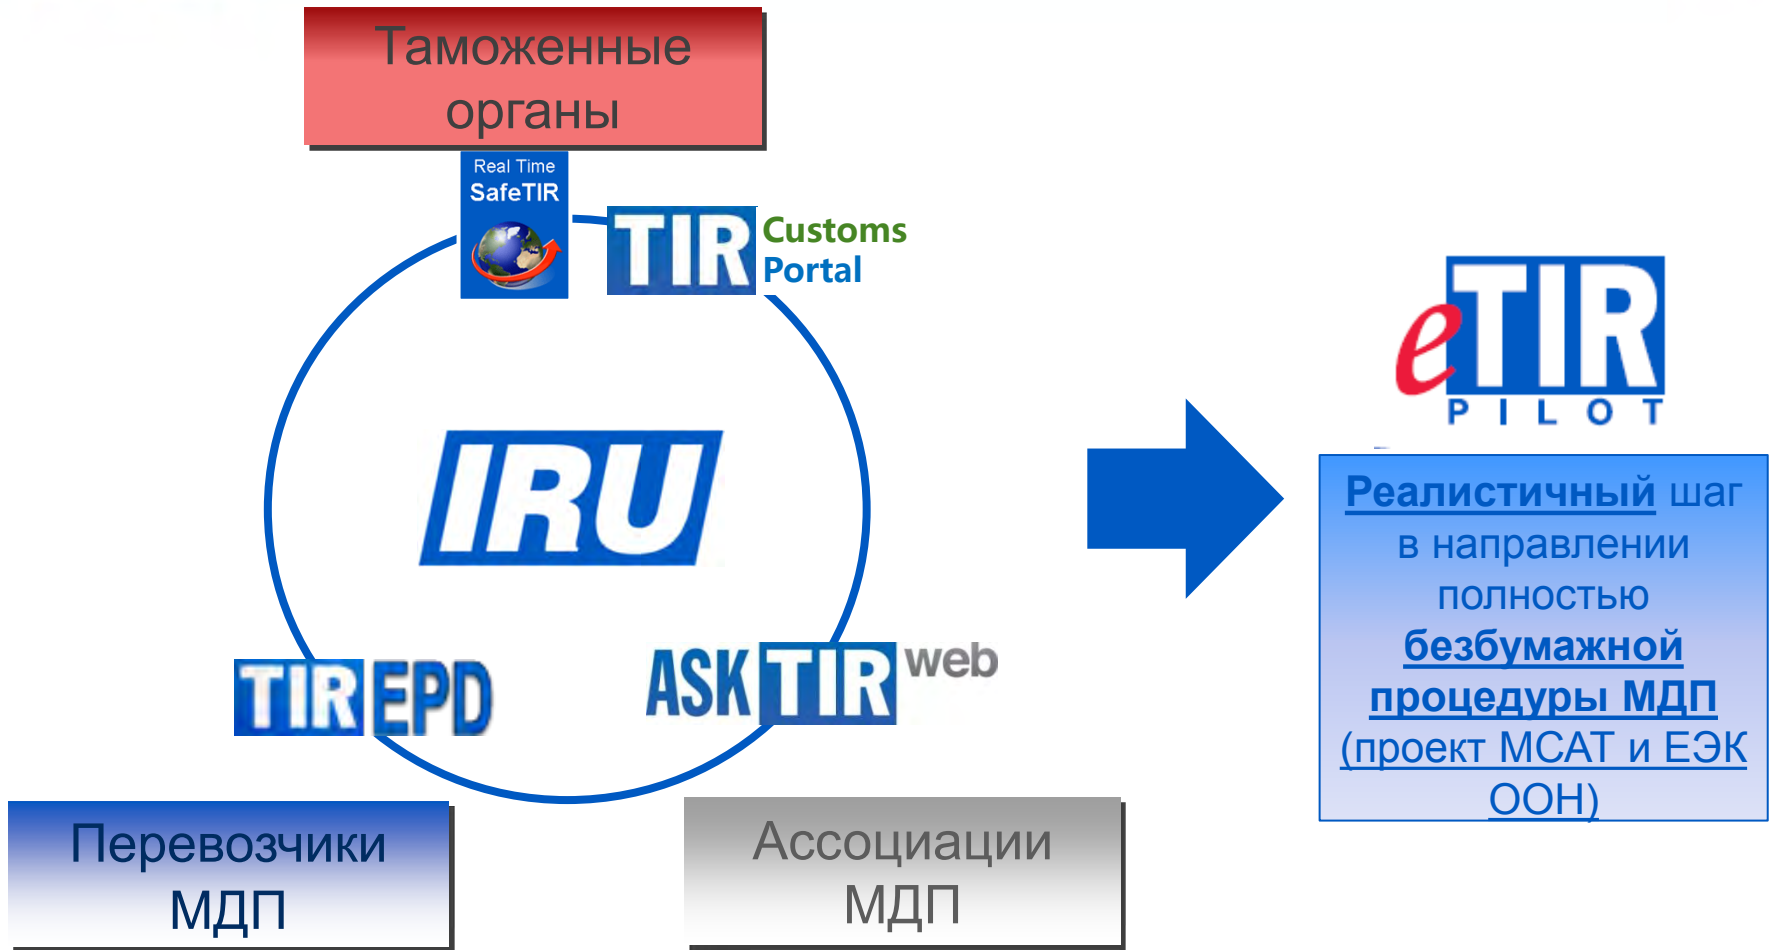 Таможенные
органы
Real Time
SafeTIR
TIR Customs
Portal
IRU
TIR EPD
ASK TIR web
Перевозчики
МДП
Ассоциации
МДП
eTIR
PILOT
Реалистичный шаг
в направлении
полностью
безбумажной
процедуры МДП
(проект МСАТ и ЕЭК
ООН)